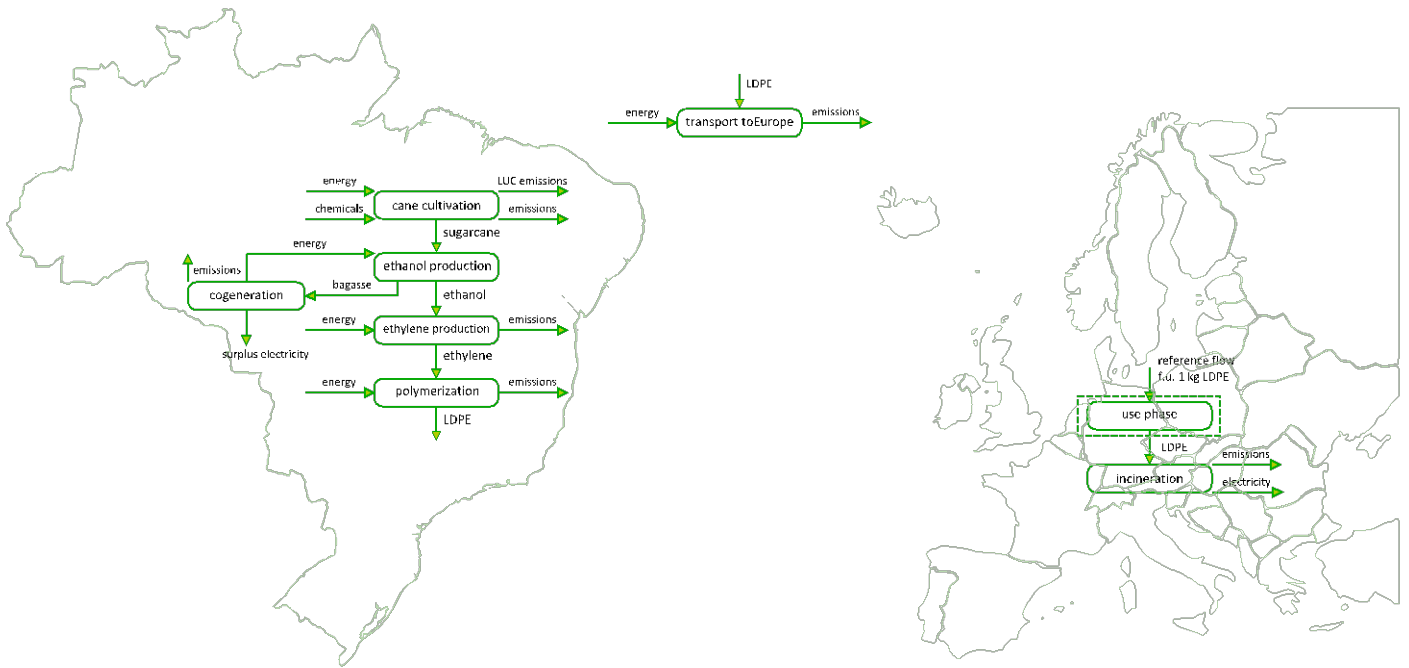 LDPE
energy
transport toEurope
emissions
energy
LUC emissions
chemicals
cane cultivation
emissions
sugarcane
energy
ethanol production
emissions
bagasse
cogeneration
ethanol
energy
ethylene production
emissions
surplus electricity
ethylene
energy
polymerization
emissions
LDPE
reference flow
f.u. 1 kg LDPE
use phase
LDPE
emissions
incineration
electricity